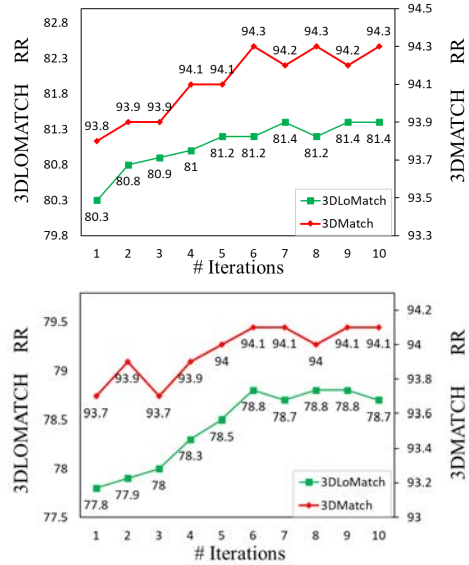 82.8
82.3
81.8
81.3
80.8
80.3
79.8
3DLOMATCH RR
94.5
94.3
94.1
93.9
93.7
93.5
93.3
3DMATCH RR
93.8 93.9 93.9 94.1 94.1 94.3 94.2 94.3 94.2 94.3
80.3 80.8 80.9 81 81.2 81.2 81.4 81.2 81.4 81.4
3DLoMatch
3DMatch
1 2 3 4 5 6 7 8 9 10
# Iterations
79.5
79
78.5
78
77.5
3DLOMATCH RR
94.2
94
93.8
93.6
93.4
93.2
93
3DMATCH RR
93.7 93.9 93.7 93.9 94 94.1 94.1 94 94.1 94.1
77.8 77.9 78 78.3 78.5 78.8 78.7 78.8 78.8 78.7
3DLoMatch
3DMatch
1 2 3 4 5 6 7 8 9 10
# Iterations